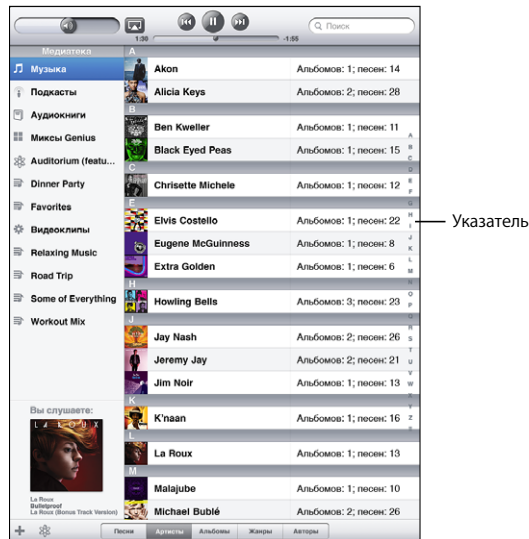 Поиск
1:30 -1:55
Медиатека
Музыка
Подкасты
Аудиокниги
Миксы Genius
Auditorium (featu...
Dinner Party
Favorites
Видеоклипы
Relaxing Music
Road Trip
Some of Everything
Workout Mix
Вы слушаете:
LA ROUX
La Roux
Bulletproof
La Roux (Bonus Track Version)
A
Akon Альбомов: 1; песен: 14
Alicia Keys Альбомов: 2; песен: 28
B
Ben Kweller Альбомов: 1; песен: 11
Black Eyed Peas Альбомов: 1; песен: 15
C
Chrisette Michele Альбомов: 1; песен: 12
E
Elvis Costello Альбомов: 1; песен: 22
Eugene McGuinness Альбомов: 1; песен: 8
Extra Golden Альбомов: 1; песен: 6
H
Howling Bells Альбомов: 3; песен: 23
J
Jay Nash Альбомов: 2; песен: 26
Jeremy Jay Альбомов: 2; песен: 21
Jim Noir Альбомов: 1; песен: 13
K
K'naan Альбомов: 1; песен: 16
L
La Roux Альбомов: 1; песен: 13
M
Malajube Альбомов: 1; песен: 10
Michael Bublé Альбомов: 2; песен: 26
A
B
C
D
E
F
G
H
I
J
K
L
M
N
O
P
Q
R
S
T
U
V
W
X
Y
Z
Указатель
Песни Артисты Альбомы Жанры Авторы